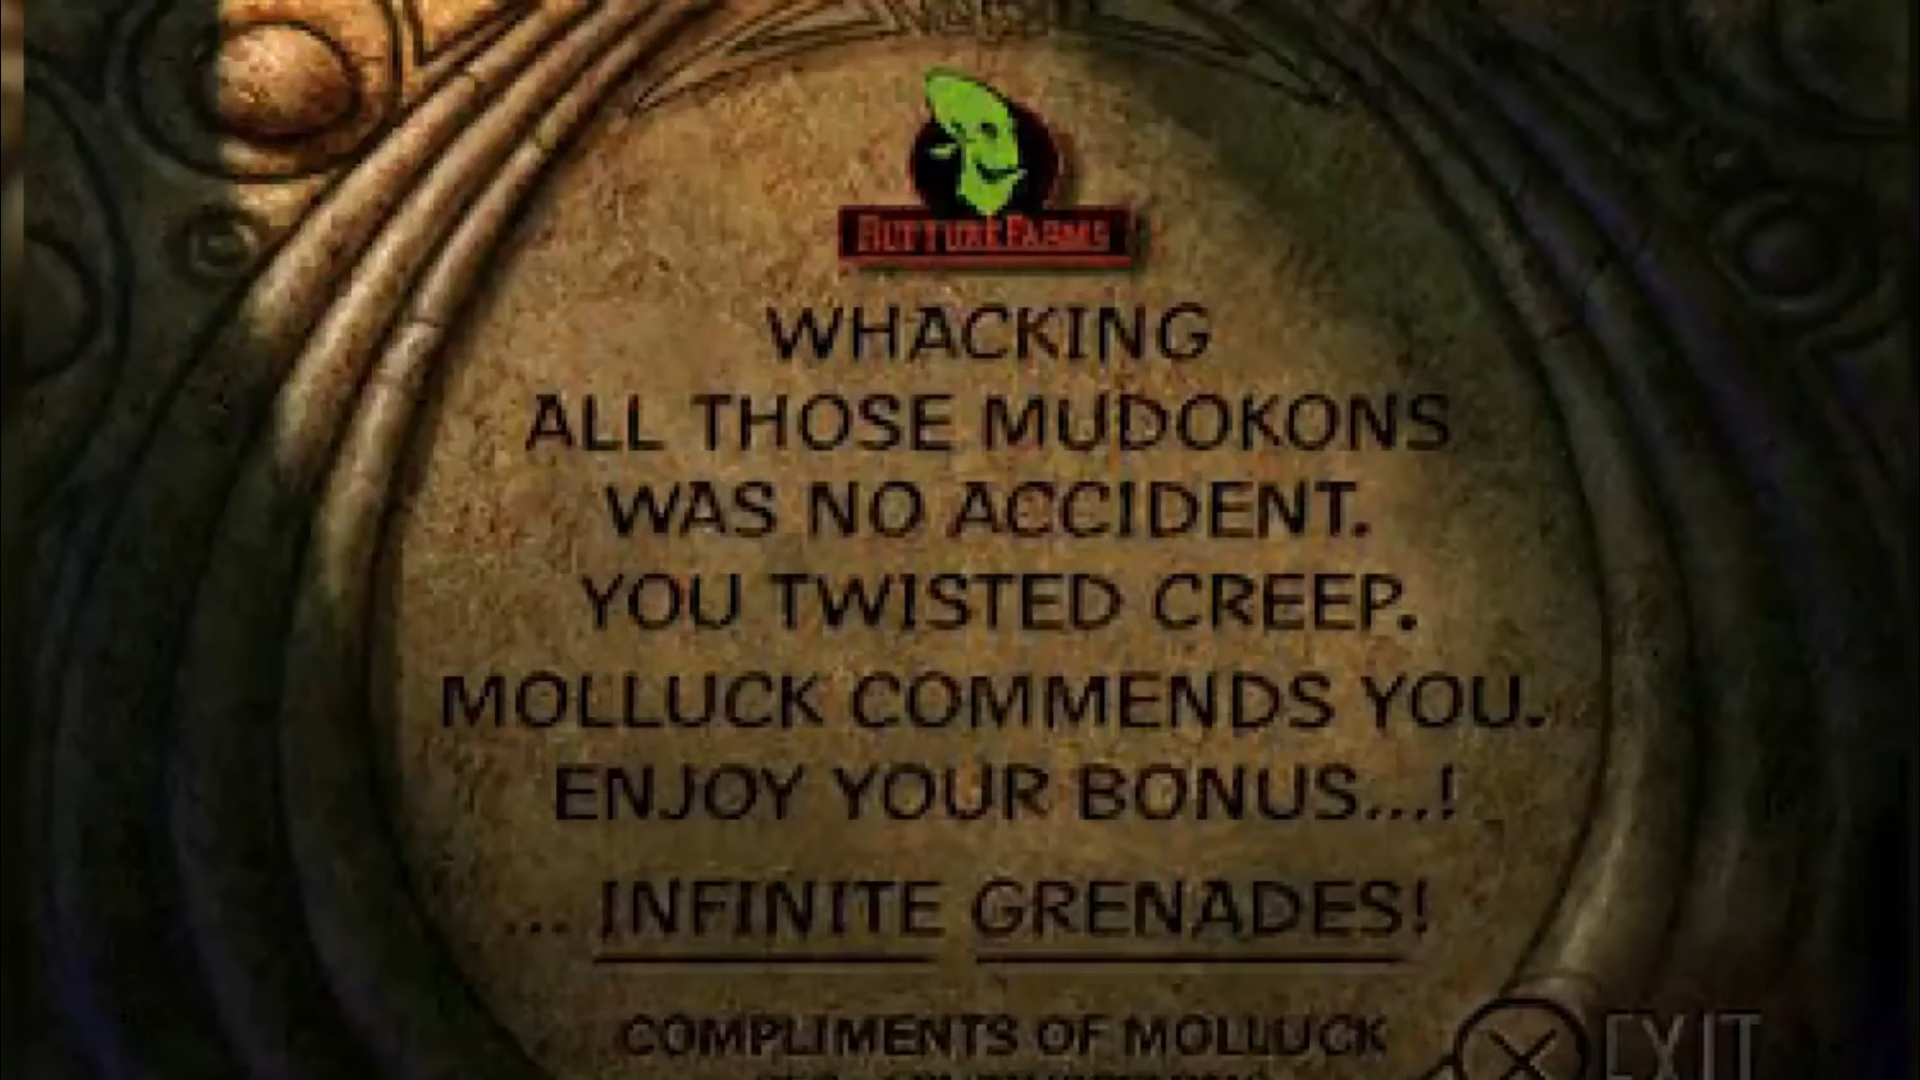 RUPTUREFARMS
WHACKING
ALL THOSE MUDOKONS
WAS NO ACCIDENT.
YOU TWISTED CREEP.
MOLLUCK COMMENDS YOU.
ENJOY YOUR BONUS...!
... INFINITE GRENADES!
COMPLIMENTS OF MOLLUCK
EXIT